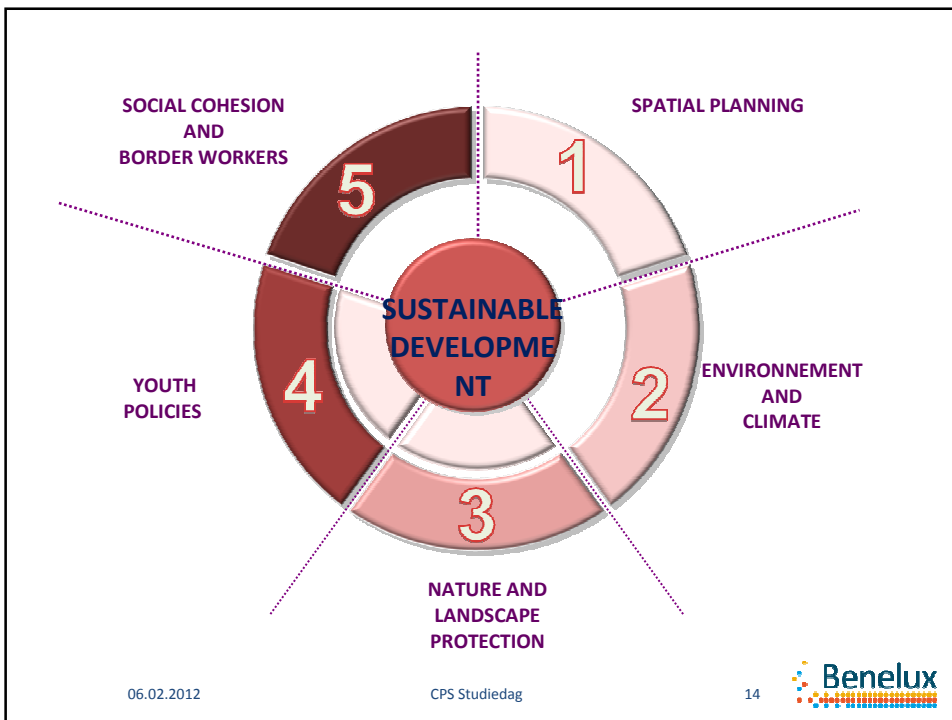 SOCIAL COHESION
AND
BORDER WORKERS
SPATIAL PLANNING
5
1
SUSTAINABLE
DEVELOPME
NT
YOUTH
POLICIES
4
2
ENVIRONNEMENT
AND
CLIMATE
3
NATURE AND
LANDSCAPE
PROTECTION
06.02.2012
CPS Studiedag
14
Benelux